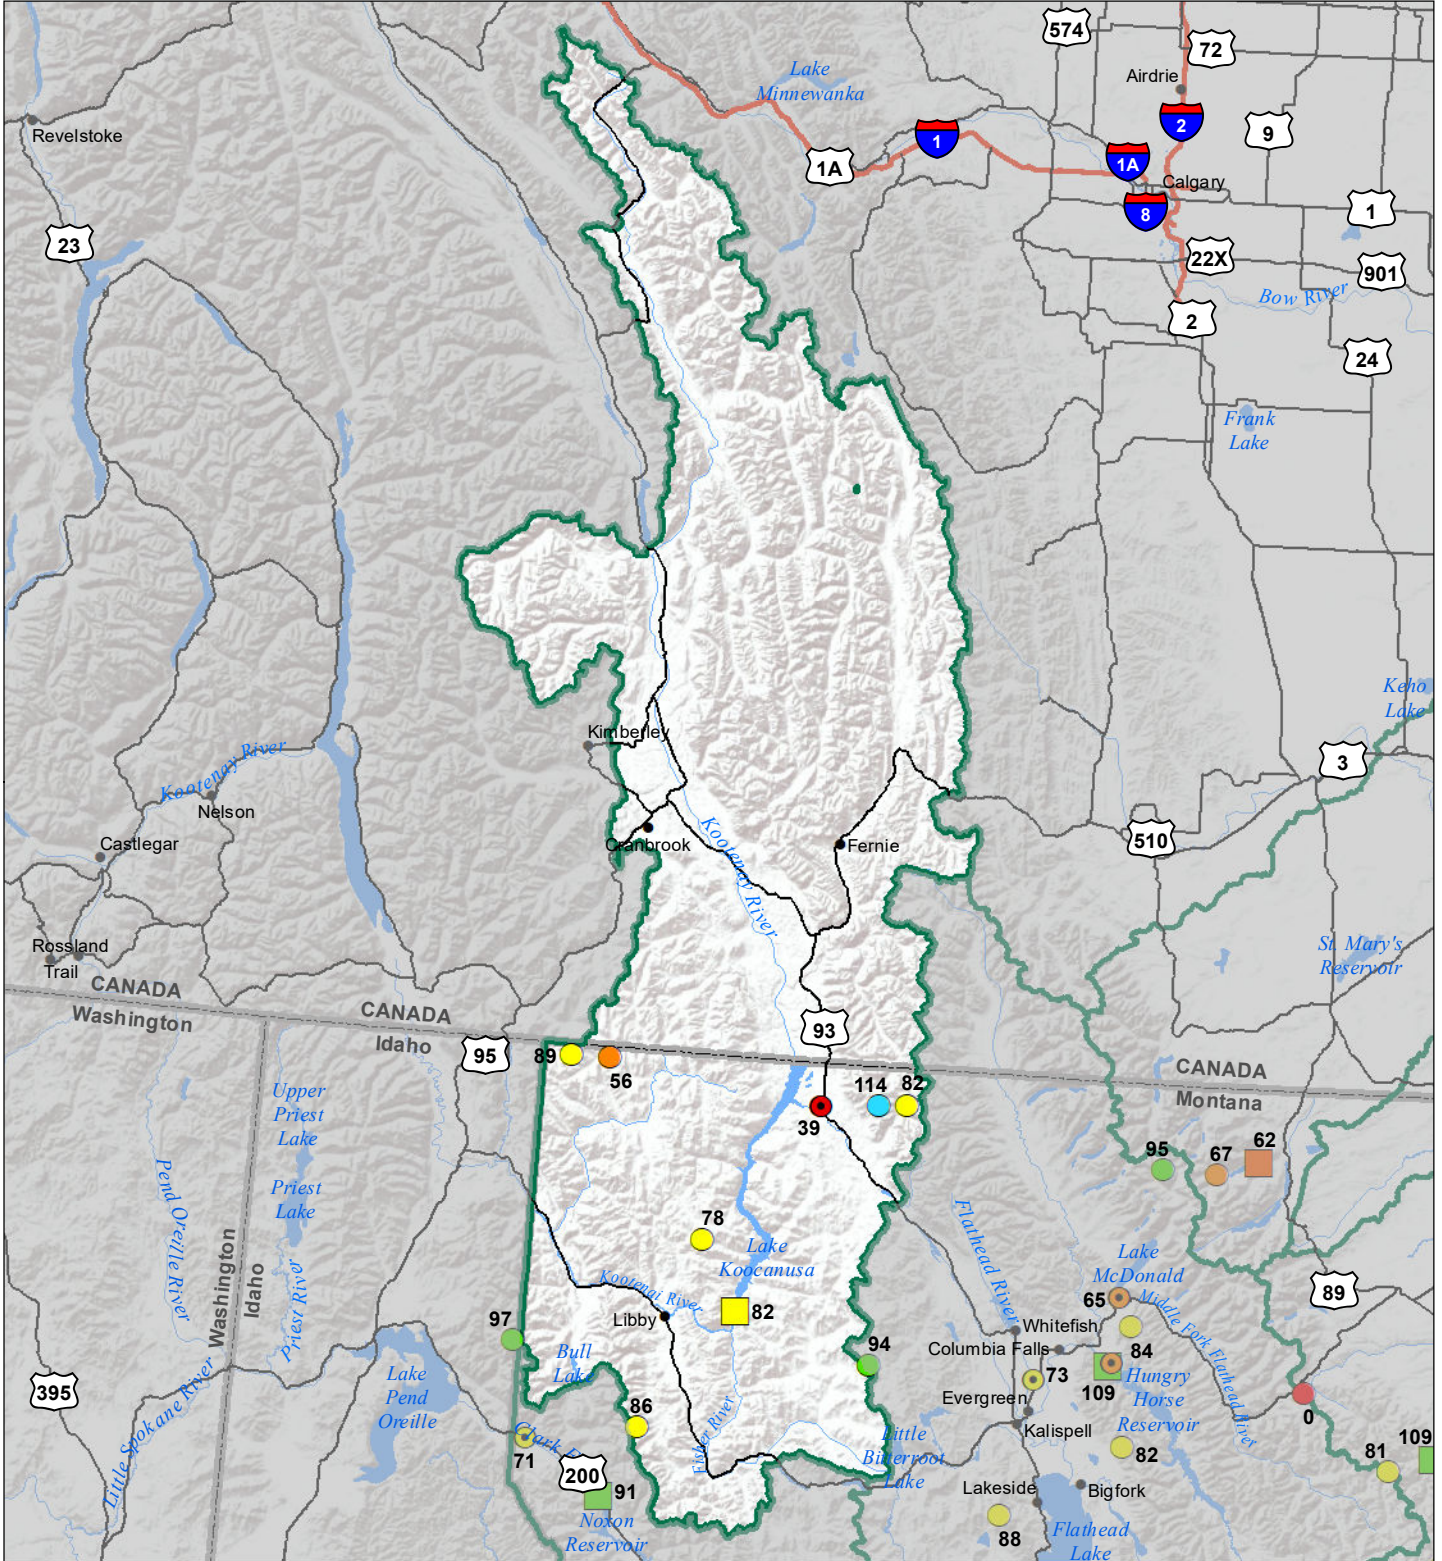 574
72
Lake
Minnewanka
Airdrie
2
9
Revelstoke
1
1A
1A
Calgary
8
1
23
22X
901
Bow River
2
24
Frank
Lake
Keho
Lake
Kimberley
3
Kootenay River
Nelson
Castlegar
Cranbrook
Kootenay River
Fernie
510
Rossland
Trail
St. Mary's
Reservoir
CANADA
Washington
CANADA
Idaho
95
93
89
56
CANADA
Montana
114
82
39
Upper
Priest
Lake
Priest
Lake
Pend Oreille River
Priest River
Washington
Idaho
95
67
62
78
Lake
Koocanusa
Flathead River
Lake
McDonald
65
Middle Fork Flathead River
89
Kootenai River
82
Libby
97
Bull
Lake
94
Whitefish
Columbia Falls
84
73
109
Hungry
Horse
Reservoir
Evergreen
Kalispell
0
395
Lake
Pend
Oreille
Little Spokane River
86
Clark F
71
200
91
Noxon
Reservoir
Fisher River
Little
Bitterroot
Lake
82
81
109
Lakeside
Bigfork
88
Flathead
Lake